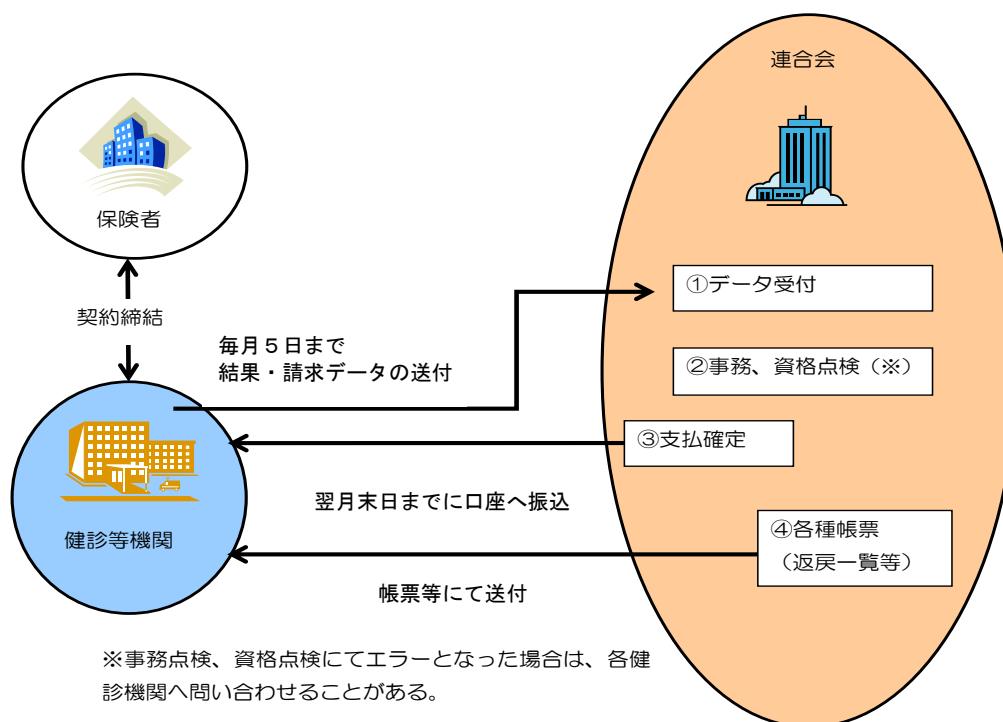 連合会
保険者
契約締結
①データ受付
毎月５日まで
結果・請求データの送付
②事務、資格点検（※）
③支払確定
翌月末日までに口座へ振込
健診等機関
④各種帳票
（返戻一覧等）
帳票等にて送付
※事務点検、資格点検にてエラーとなった場合は、各健
診機関へ問い合わせることがある。